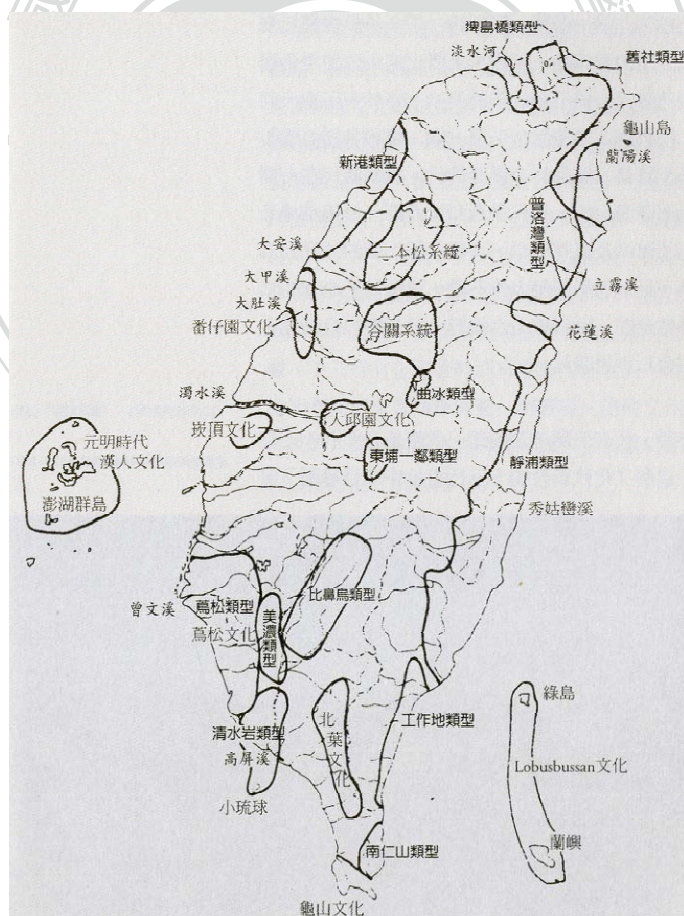 埤島橋類型
淡水河
舊社類型
龜山島
蘭陽溪
新港類型
普洛灣類型
大安溪
二本松系統
大甲溪
立霧溪
大肚溪
番仔園文化
谷關系統
花蓮溪
曲冰類型
濁水溪
崁頂文化
大邱園文化
元明時代
漢人文化
東埔一鄰類型
靜浦類型
澎湖群島
秀姑巒溪
比鼻烏類型
曾文溪
蔦松類型
蔦松文化
美濃類型
清水岩類型
北葉文化
工作地類型
綠島
高屏溪
Lobusbussan文化
小琉球
蘭嶼
南仁山類型
龜山文化